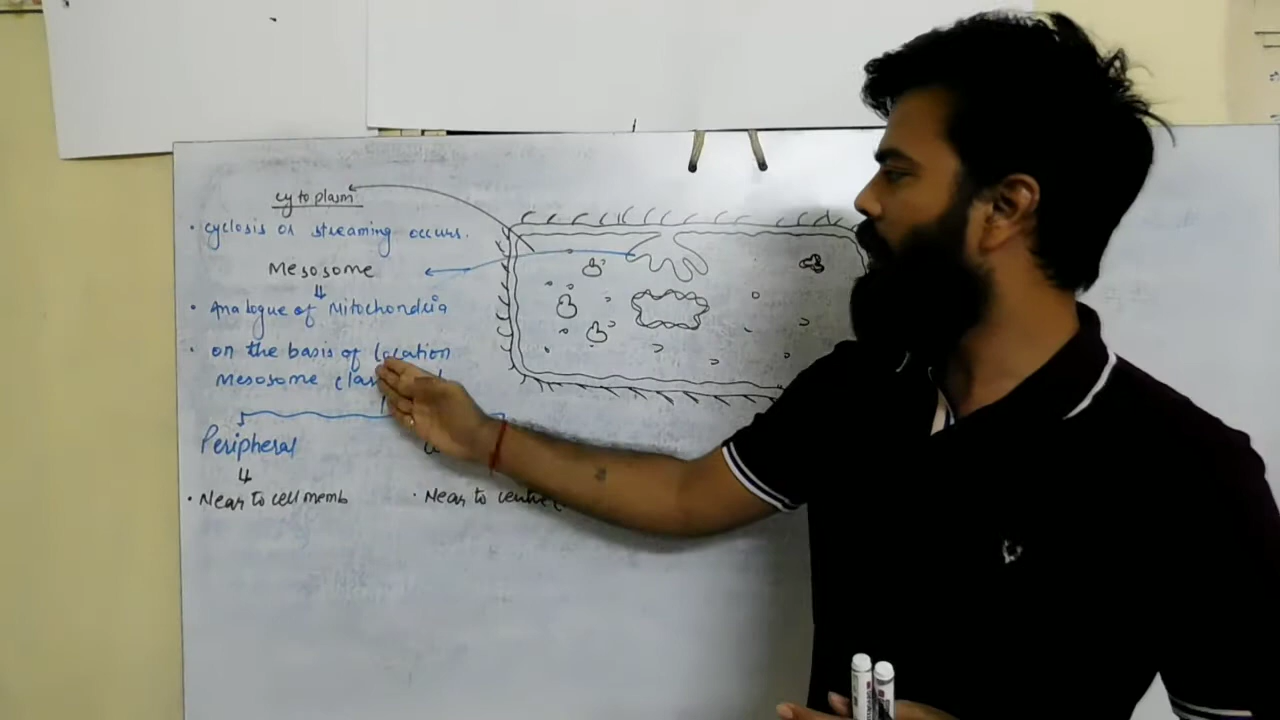 cytoplasm
• cyclosis or streaming occurs.
Mesosome
• Analogue of Mitochondria
• on the basis of location
Mesosome
Peripheral
• Near to cell memb
• Near to